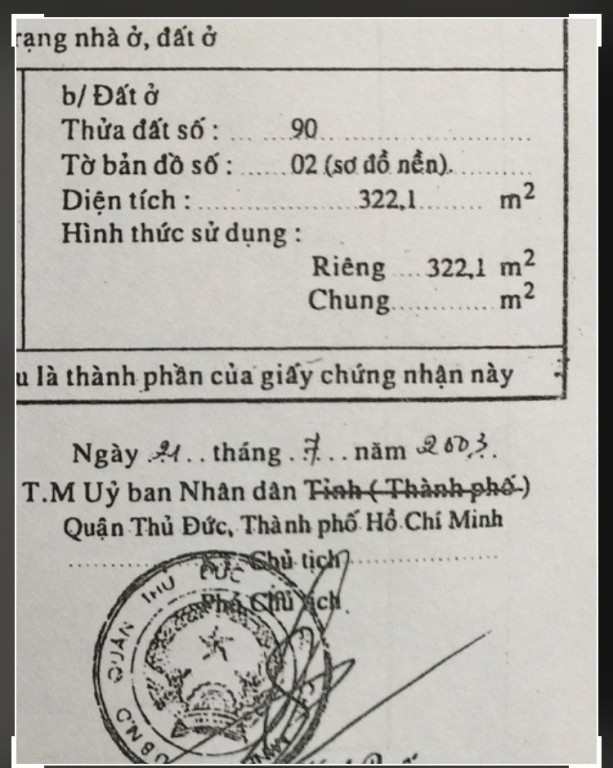 rạng nhà ở, đất ở
b/ Đất ở
Thửa đất số : ... ......90..............................
Tờ bản đồ số : ......02 (sơ đồ nền)...........
Diện tích : .......................322,1......... m2
Hình thức sử dụng :
Riêng ....322,1 m2
Chung............ m2
u là thành phần của giấy chứng nhận này
Ngày .21... tháng .7... năm 2003.
T.M Uỷ ban Nhân dân Tỉnh ( Thành phố )
Quận Thủ Đức, Thành phố Hồ Chí Minh
Chủ tịch
Phó Chủ tịch
U.B.N.D QUẬN THỦ ĐỨC